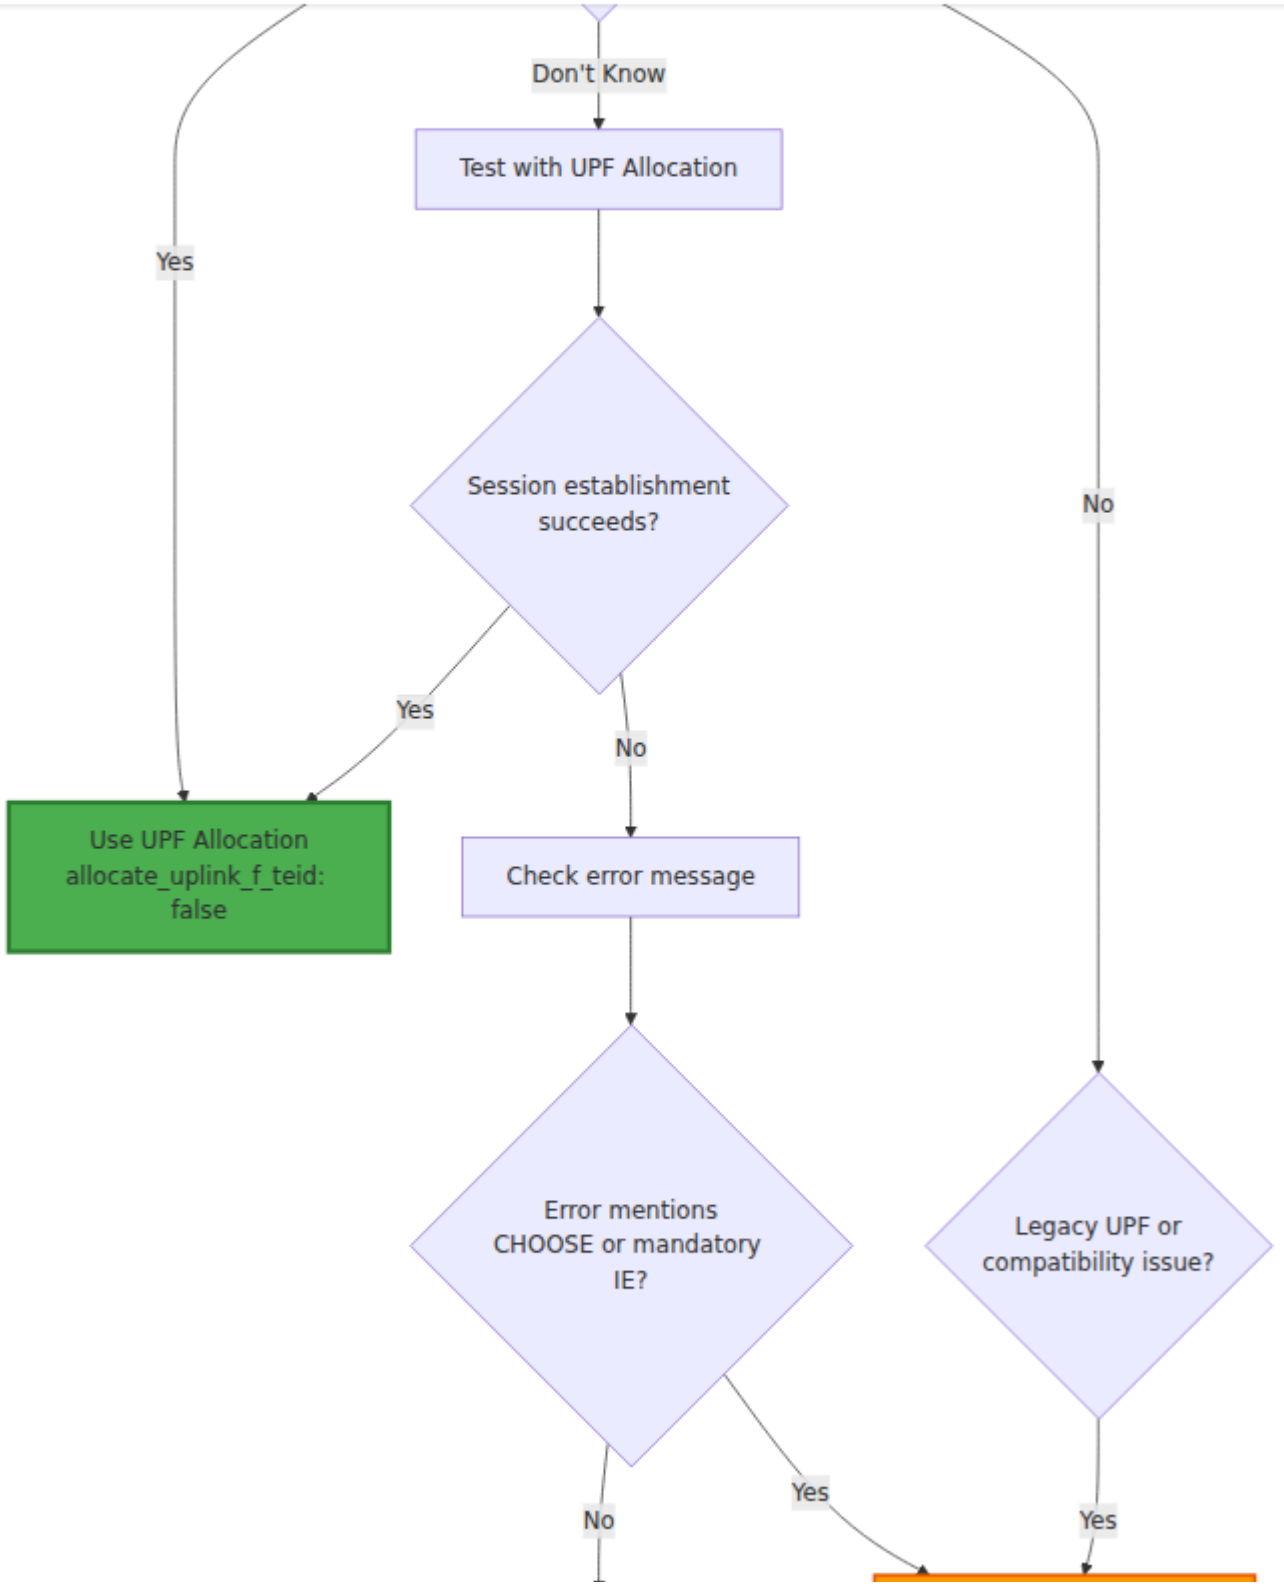 Don't Know
Test with UPF Allocation
Yes
Session establishment
succeeds?
No
Yes
No
Use UPF Allocation
allocate_uplink_f_teid:
false
Check error message
Error mentions
CHOOSE or mandatory
IE?
Legacy UPF or
compatibility issue?
Yes
No
Yes